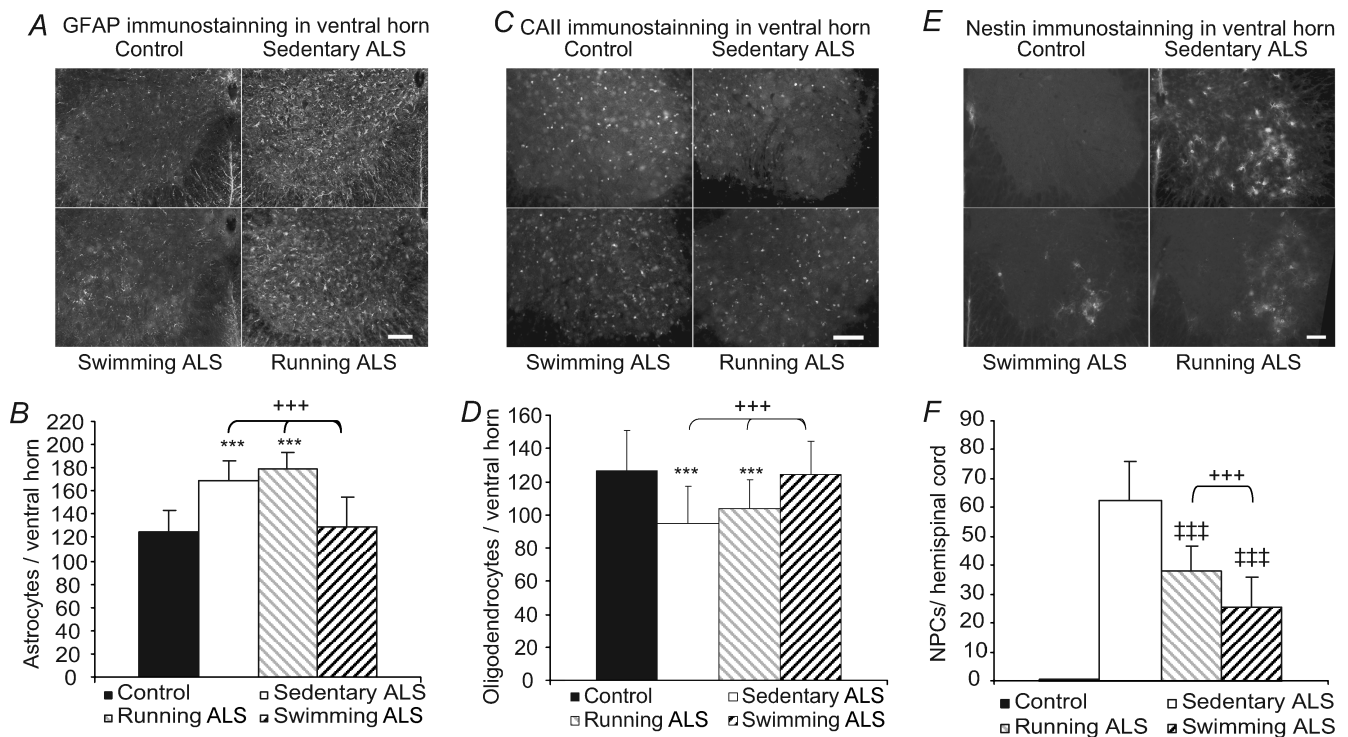 A GFAP immunostainning in ventral horn
Control Sedentary ALS
Swimming ALS Running ALS
C CAII immunostainning in ventral horn
Control Sedentary ALS
Swimming ALS Running ALS
E Nestin immunostainning in ventral horn
Control Sedentary ALS
Swimming ALS Running ALS
B
Astrocytes / ventral horn
220
200
180
160
140
120
100
80
60
40
20
0
+++
*** ***
Control Sedentary ALS
Running ALS Swimming ALS
D
Oligodendrocytes / ventral horn
160
140
120
100
80
60
40
20
0
+++
*** ***
Control Sedentary ALS
Running ALS Swimming ALS
F
NPCs/ hemispinal cord
90
80
70
60
50
40
30
20
10
0
+++
‡‡‡ ‡‡‡
Control Sedentary ALS
Running ALS Swimming ALS